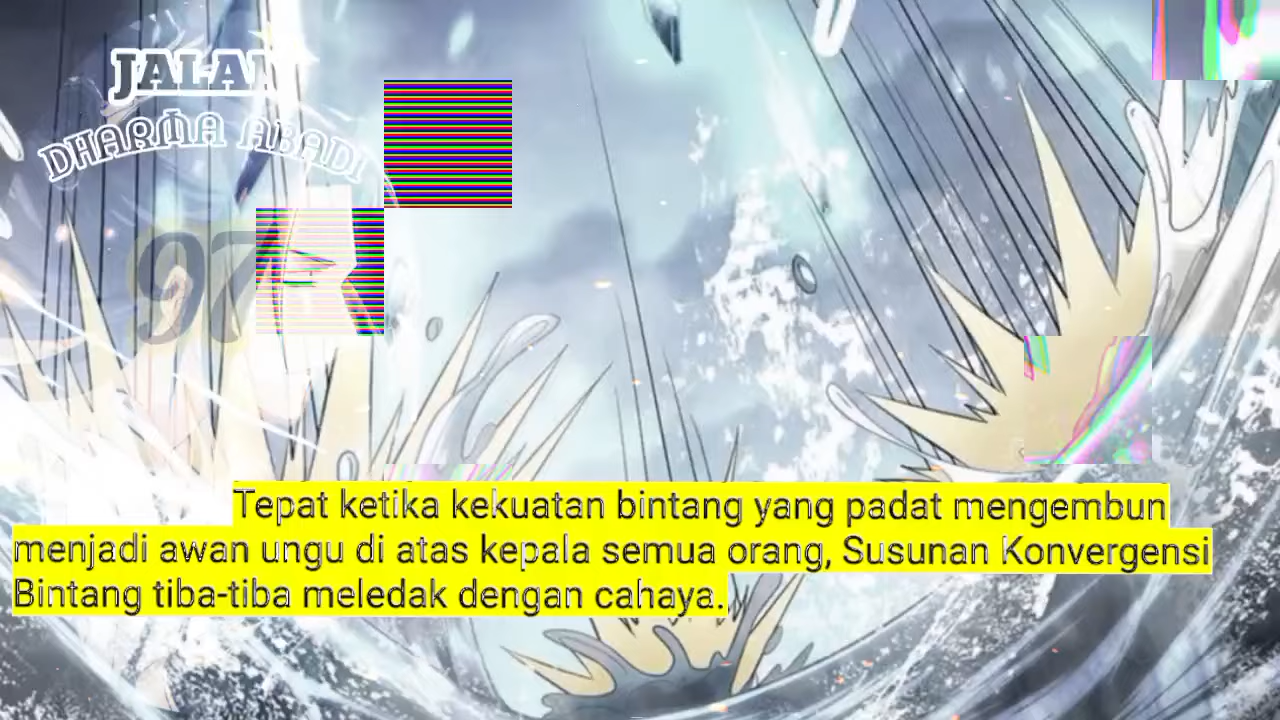 JALAN
DHARMA ABADI
97
Tepat ketika kekuatan bintang yang padat mengembun
menjadi awan ungu di atas kepala semua orang, Susunan Konvergensi
Bintang tiba-tiba meledak dengan cahaya.